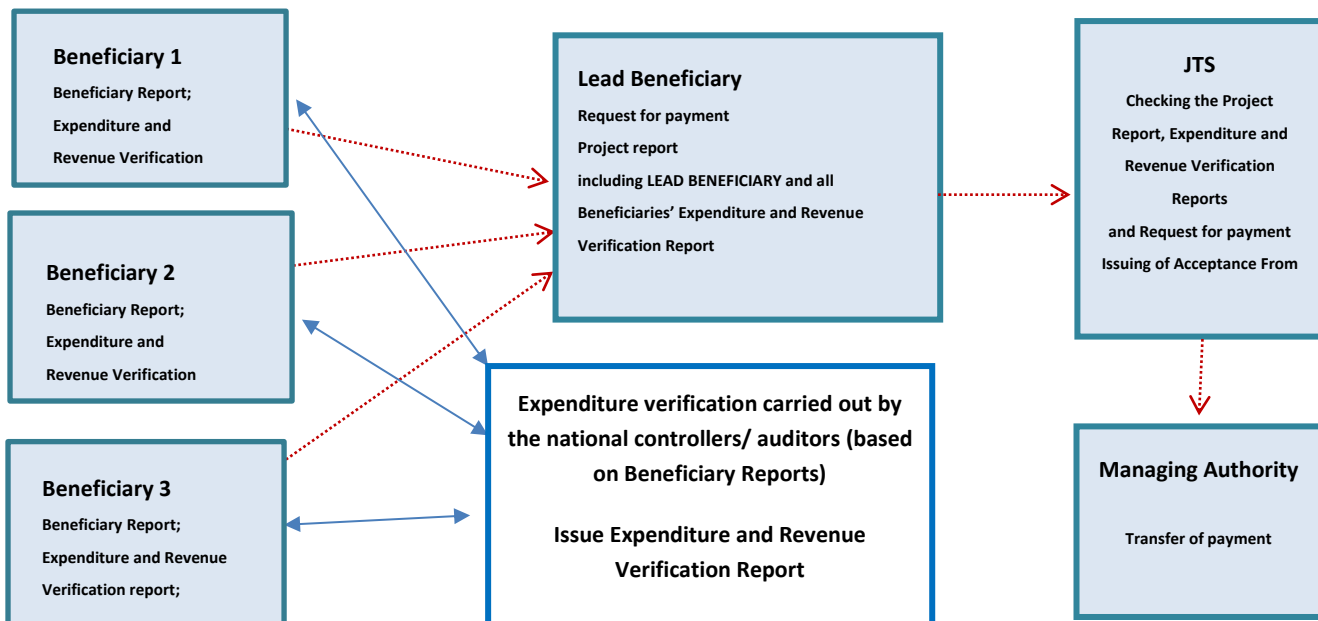 Beneficiary 1
Beneficiary Report;
Expenditure and
Revenue Verification
Beneficiary 2
Beneficiary Report;
Expenditure and
Revenue Verification
Beneficiary 3
Beneficiary Report;
Expenditure and Revenue
Verification report;
Lead Beneficiary
Request for payment
Project report
including LEAD BENEFICIARY and all
Beneficiaries’ Expenditure and Revenue
Verification Report
Expenditure verification carried out by
the national controllers/ auditors (based
on Beneficiary Reports)
Issue Expenditure and Revenue
Verification Report
JTS
Checking the Project
Report, Expenditure and
Revenue Verification
Reports
and Request for payment
Issuing of Acceptance From
Managing Authority
Transfer of payment